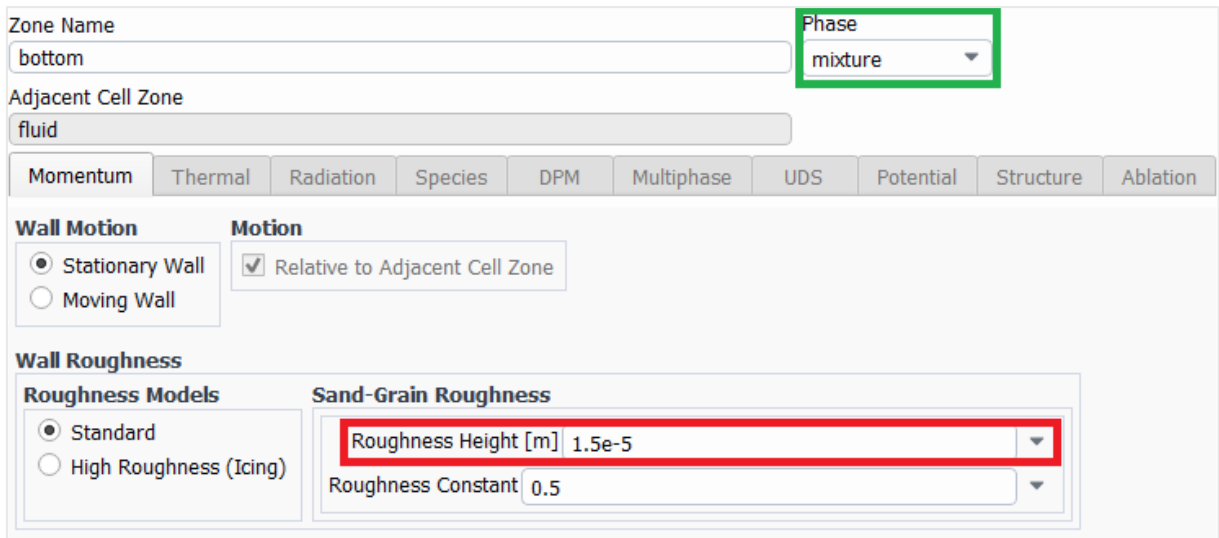 Zone Name Phase
bottom mixture
Adjacent Cell Zone
fluid
Momentum Thermal Radiation Species DPM Multiphase UDS Potential Structure Ablation
Wall Motion Motion
Stationary Wall Relative to Adjacent Cell Zone
Moving Wall
Wall Roughness
Roughness Models Sand-Grain Roughness
Standard Roughness Height [m] 1.5e-5
High Roughness (Icing) Roughness Constant 0.5